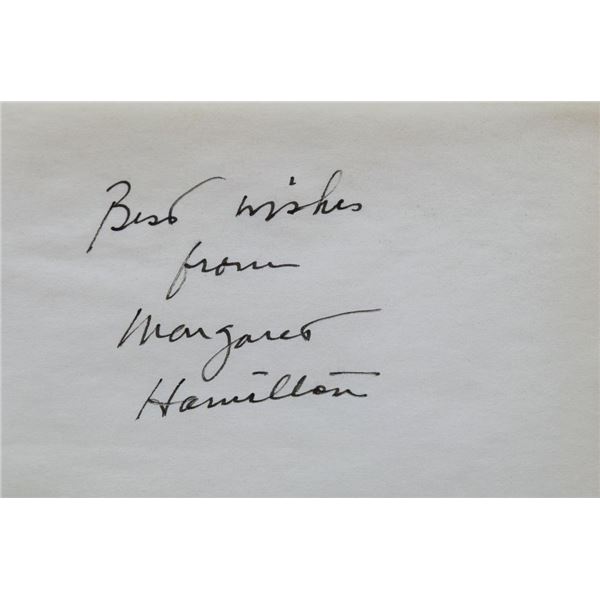 Best wishes
from
Margaret
Hamilton